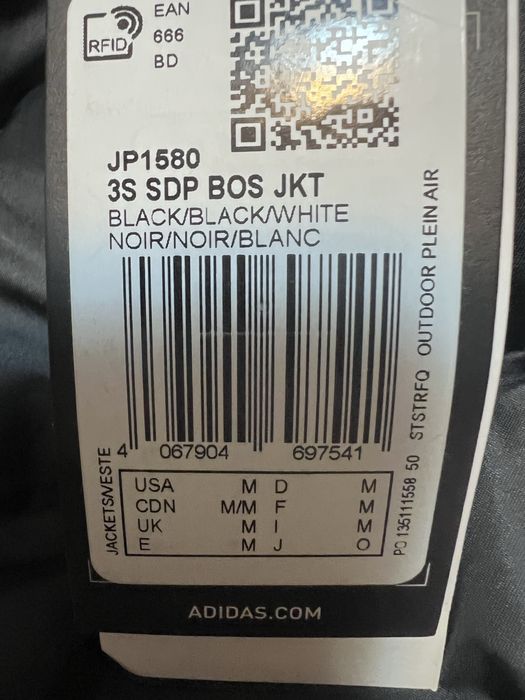 RFID
EAN
666
BD
JP1580
3S SDP BOS JKT
BLACK/BLACK/WHITE
NOIR/NOIR/BLANC
4 067904 697541
JACKETS/VESTE
USA M D M
CDN M/M F M
UK M I M
E M J O
PO 135111558 50 STSTRFQ OUTDOOR PLEIN AIR
ADIDAS.COM